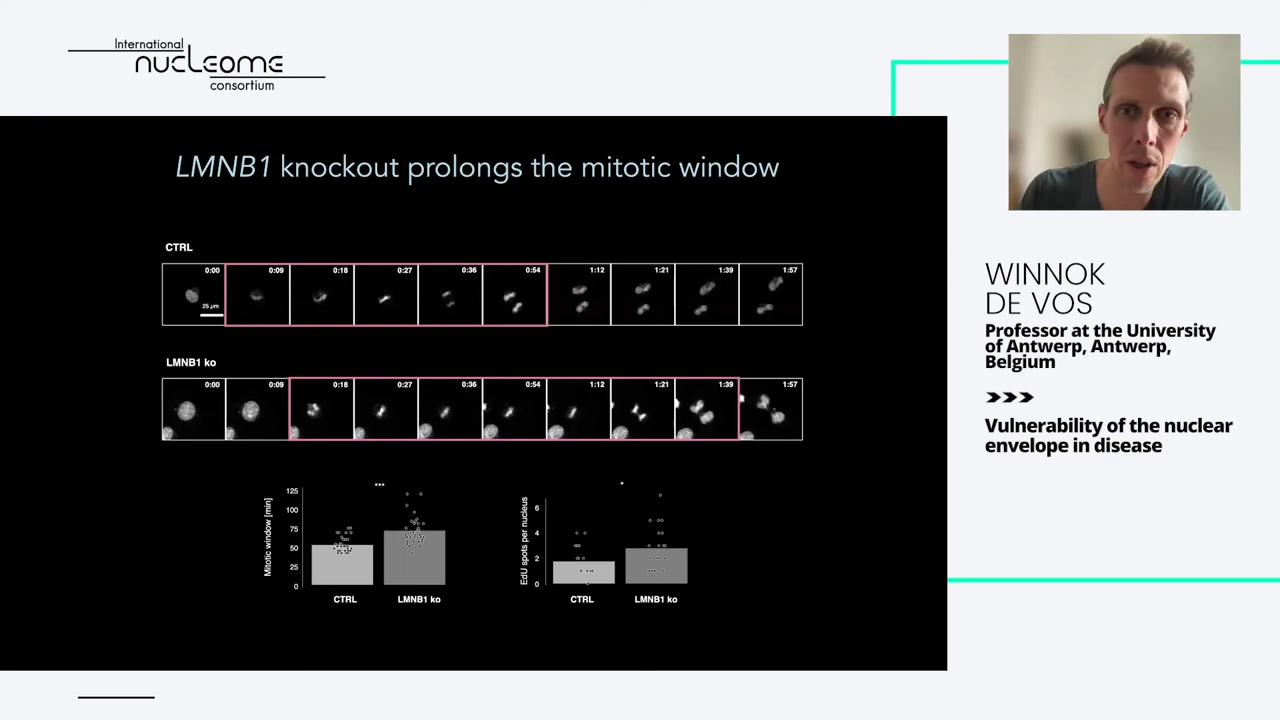 International
nucleome
consortium
LMNB1 knockout prolongs the mitotic window
CTRL
0:00 0:09 0:18 0:27 0:36 0:54 1:12 1:21 1:39 1:57
25 µm
LMNB1 ko
0:00 0:09 0:18 0:27 0:36 0:54 1:12 1:21 1:39 1:57
Mitotic window [min]
125
100
75
50
25
0
***
CTRL LMNB1 ko
EdU spots per nucleus
6
4
2
0
*
CTRL LMNB1 ko
WINNOK
DE VOS
Professor at the University
of Antwerp, Antwerp,
Belgium
Vulnerability of the nuclear
envelope in disease